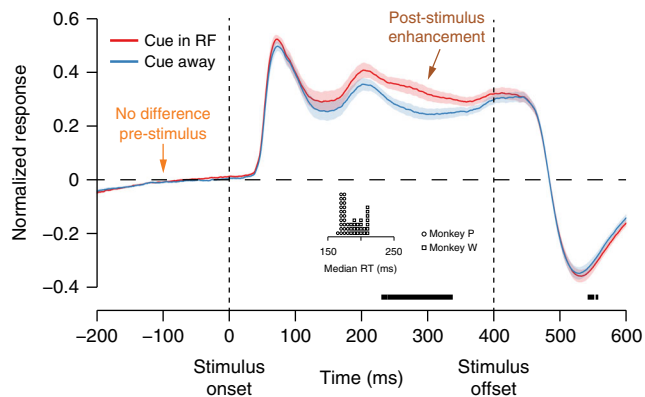 Cue in RF
Cue away
Post-stimulus
enhancement
No difference
pre-stimulus
Normalized response
0.6
0.4
0.2
0
−0.2
−0.4
Monkey P
Monkey W
150
250
Median RT (ms)
−200
−100
0
100
200
300
400
500
600
Stimulus
onset
Time (ms)
Stimulus
offset